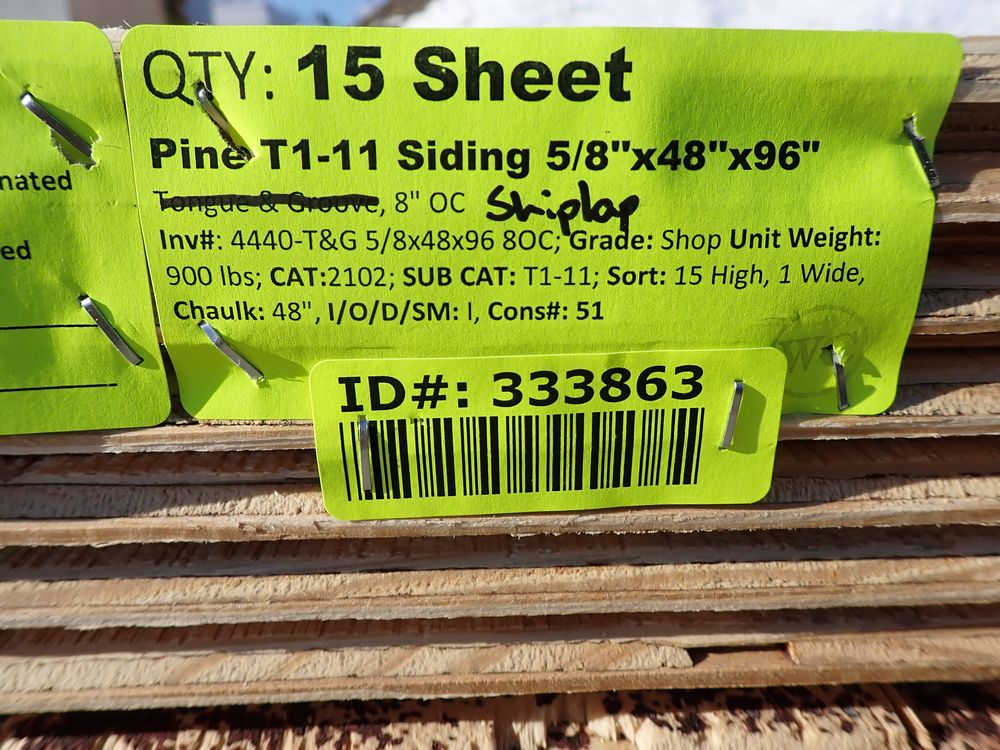 QTY: 15 Sheet
Pine T1-11 Siding 5/8"x48"x96"
Tongue & Groove, 8" OC Shiplap
Inv#: 4440-T&G 5/8x48x96 8OC; Grade: Shop Unit Weight:
900 lbs; CAT:2102; SUB CAT: T1-11; Sort: 15 High, 1 Wide,
Chaulk: 48", I/O/D/SM: I, Cons#: 51
ID#: 333863
nated
ed